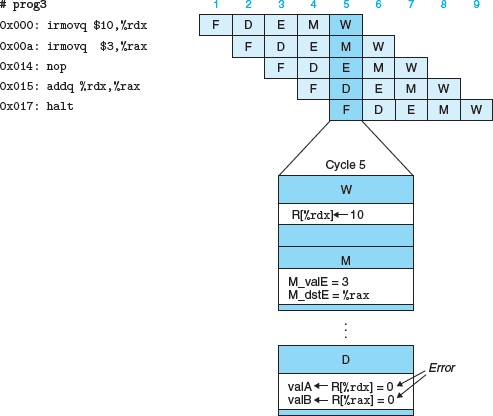 # prog3 1 2 3 4 5 6 7 8 9
0x000: irmovq $10,%rdx F D E M W
0x00a: irmovq $3,%rax F D E M W
0x014: nop F D E M W
0x015: addq %rdx,%rax F D E M W
0x017: halt F D E M W
Cycle 5
W
R[%rdx]←10
M
M_valE = 3
M_dstE = %rax
D
Error
valA ← R[%rdx] = 0
valB ← R[%rax] = 0